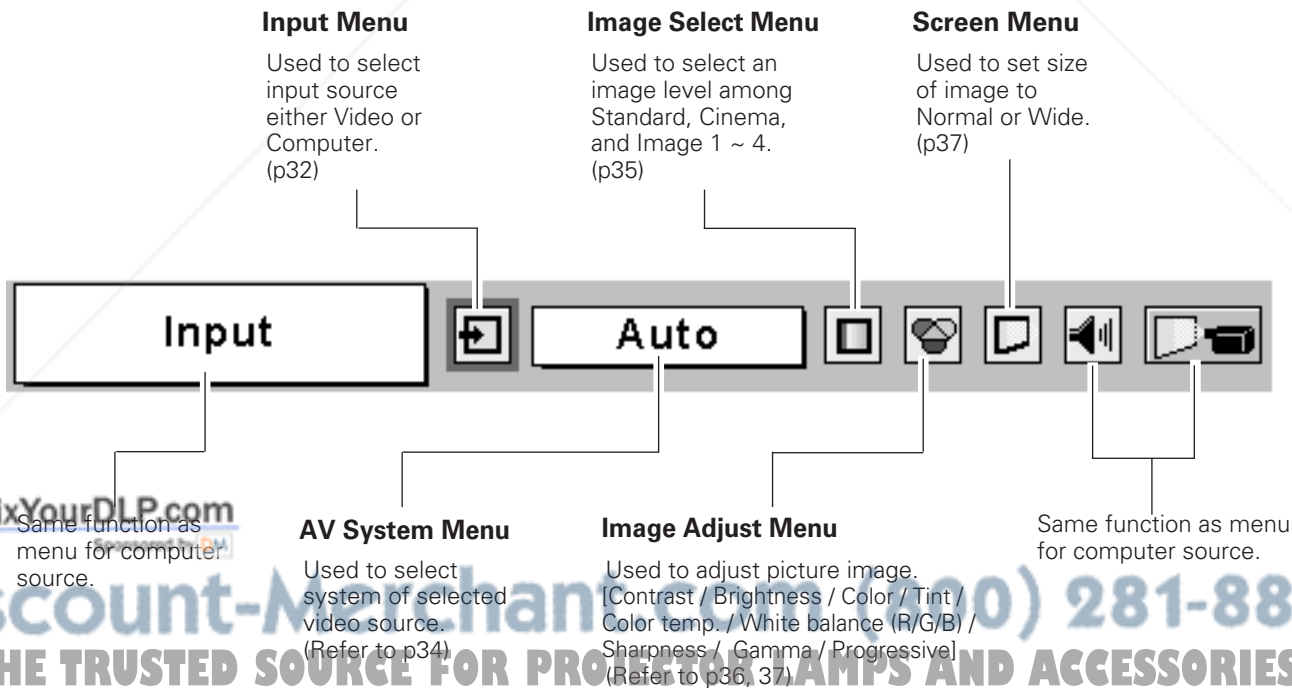 Input Menu
Used to select
input source
either Video or
Computer.
(p32)
Image Select Menu
Used to select an
image level among
Standard, Cinema,
and Image 1 ~ 4.
(p35)
Screen Menu
Used to set size
of image to
Normal or Wide.
(p37)
Input
Auto
Same function as
menu for computer
source.
AV System Menu
Used to select
system of selected
video source.
(Refer to p34)
Image Adjust Menu
Used to adjust picture image.
[Contrast / Brightness / Color / Tint /
Color temp. / White balance (R/G/B) /
Sharpness / Gamma / Progressive]
(Refer to p36, 37)
Same function as menu
for computer source.
ixYourDLP.com
Sponsored by DM
scount-Merchant.com (800) 281-88
HE TRUSTED SOURCE FOR PROJECTOR LAMPS AND ACCESSORIES